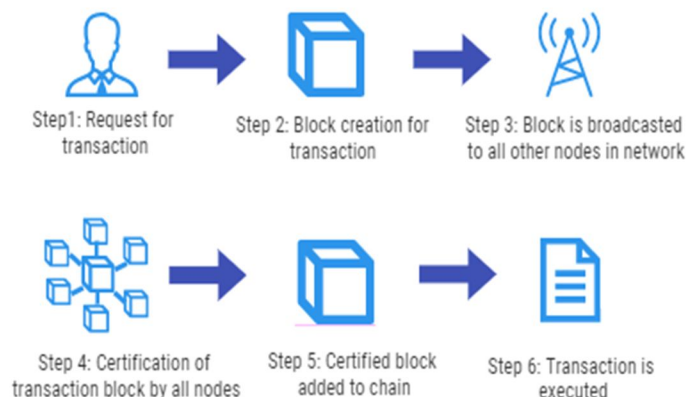 Step1: Request for
transaction
Step 2: Block creation for
transaction
Step 3: Block is broadcasted
to all other nodes in network
Step 4: Certification of
transaction block by all nodes
Step 5: Certified block
added to chain
Step 6: Transaction is
executed